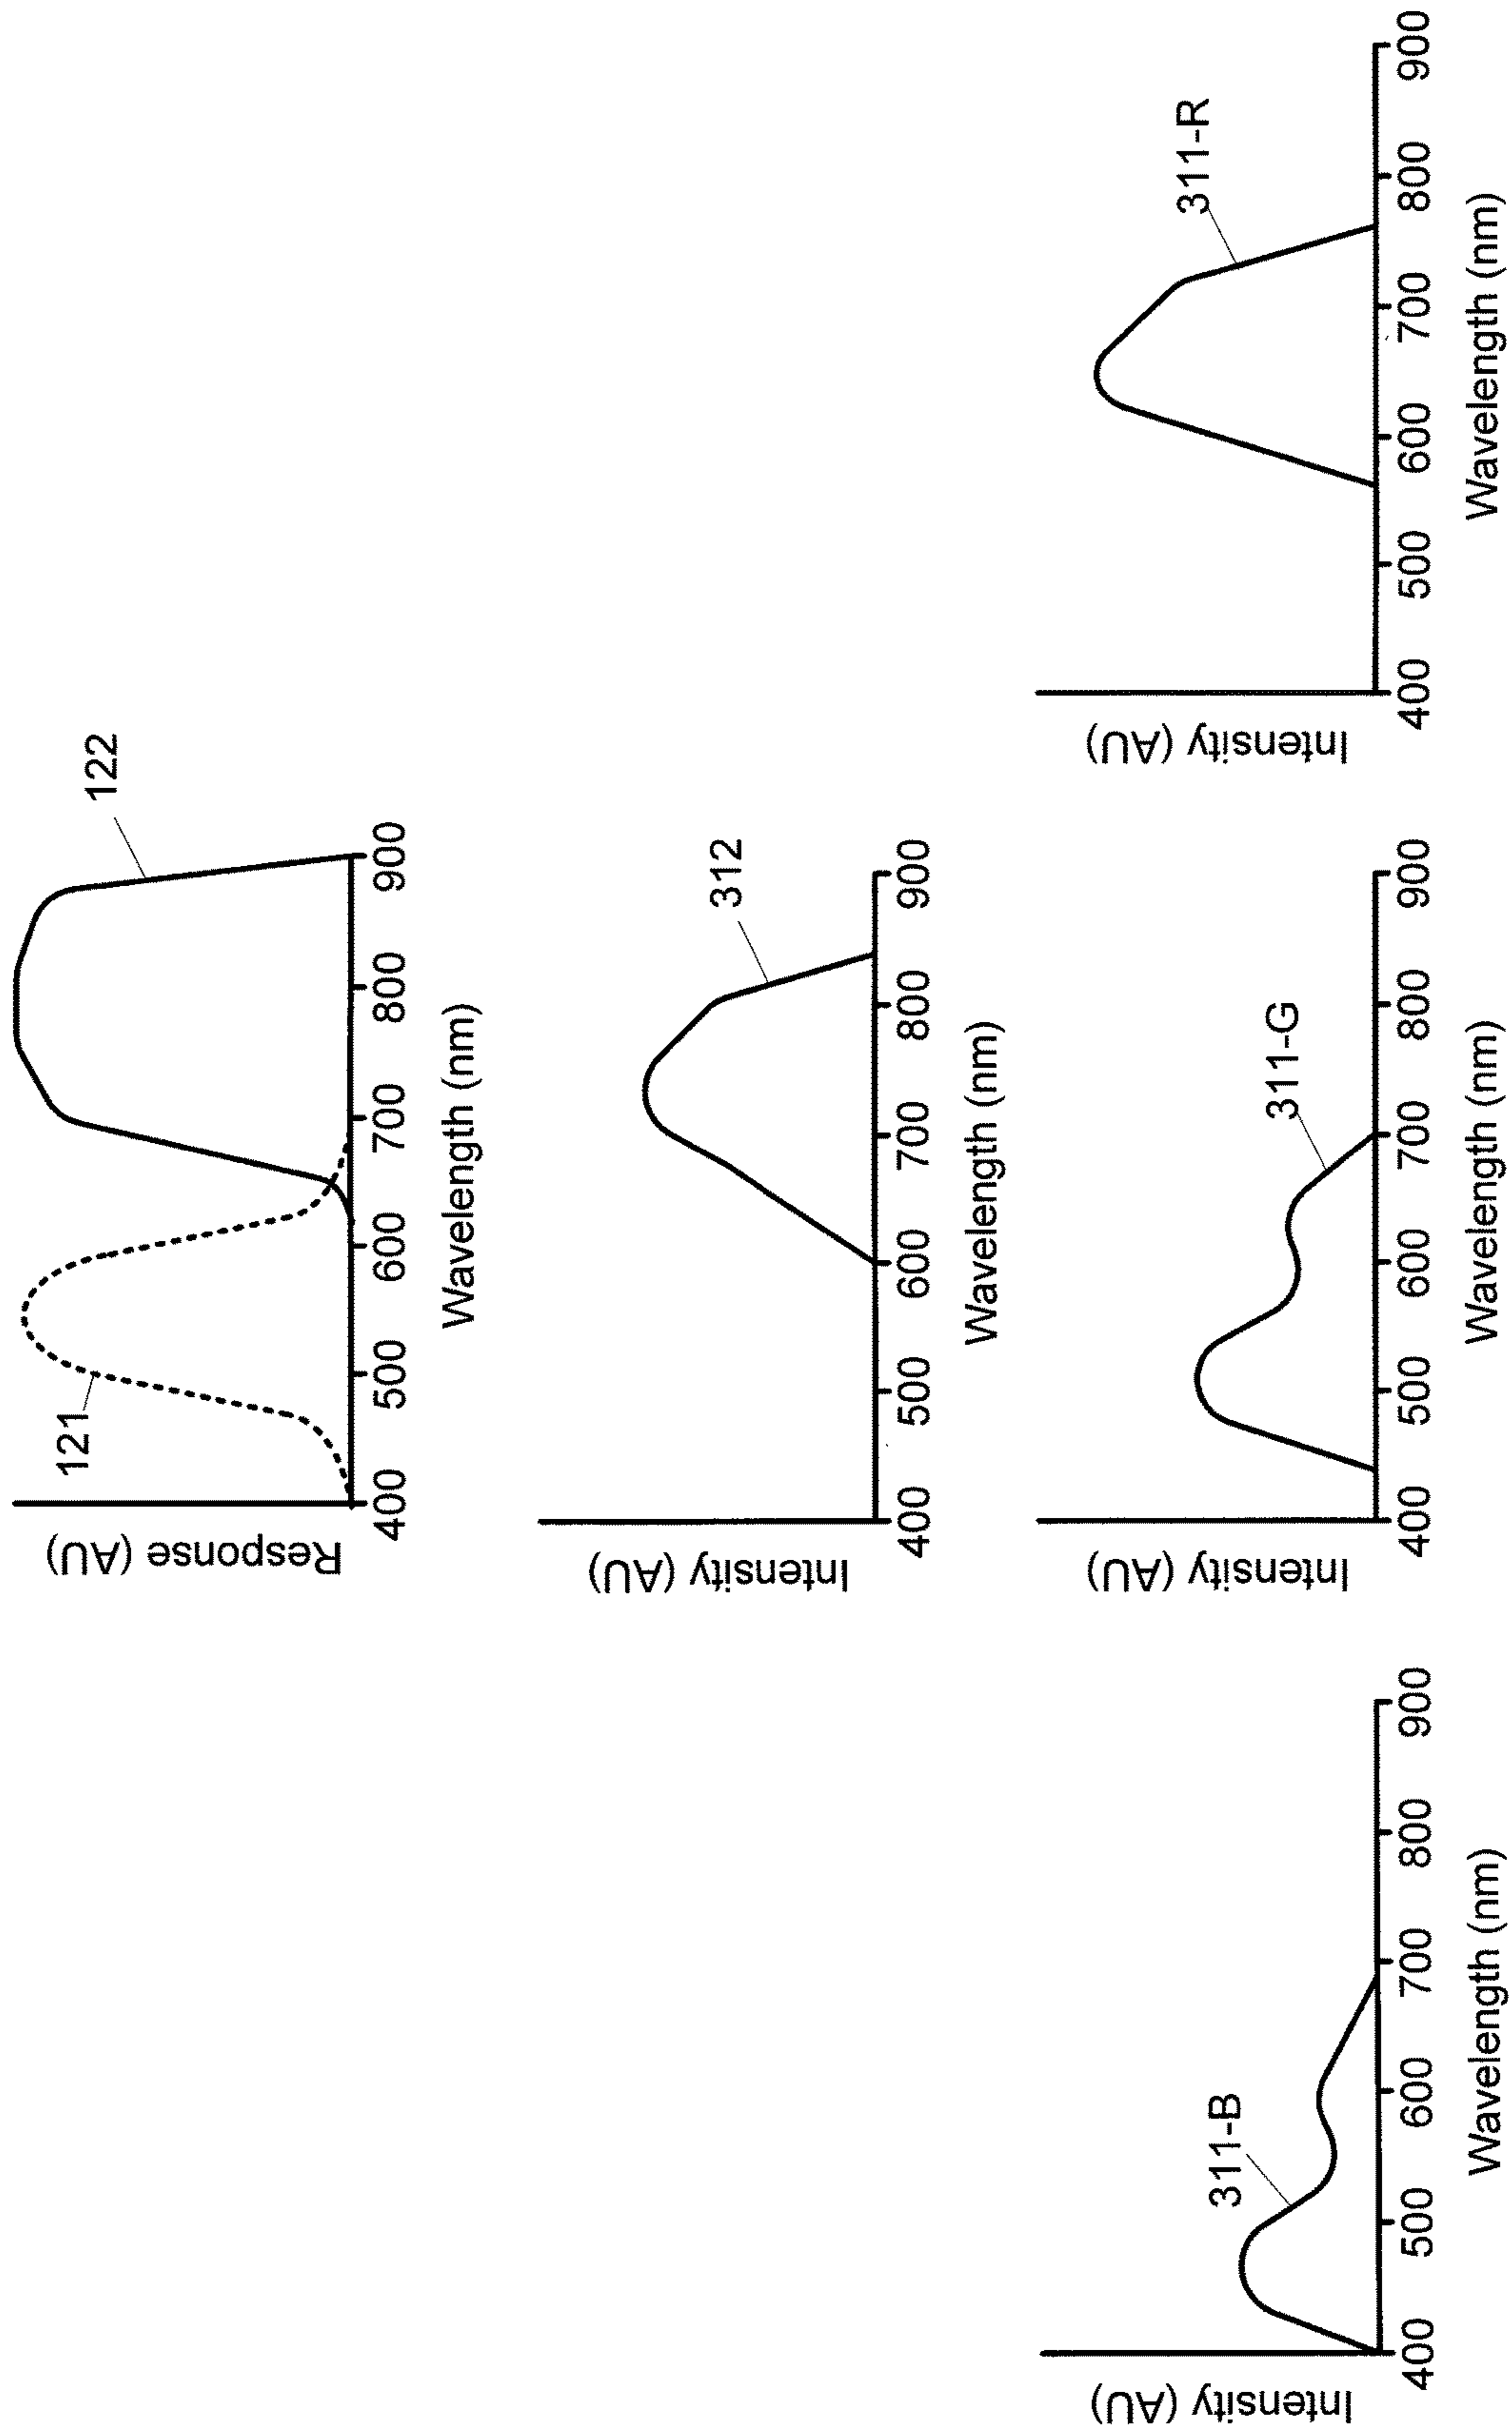 Response (AU)
121
122
400 500 600 700 800 900
Wavelength (nm)
Intensity (AU)
312
400 500 600 700 800 900
Wavelength (nm)
Intensity (AU)
311-B
400 500 600 700 800 900
Wavelength (nm)
Intensity (AU)
311-G
400 500 600 700 800 900
Wavelength (nm)
Intensity (AU)
311-R
400 500 600 700 800 900
Wavelength (nm)